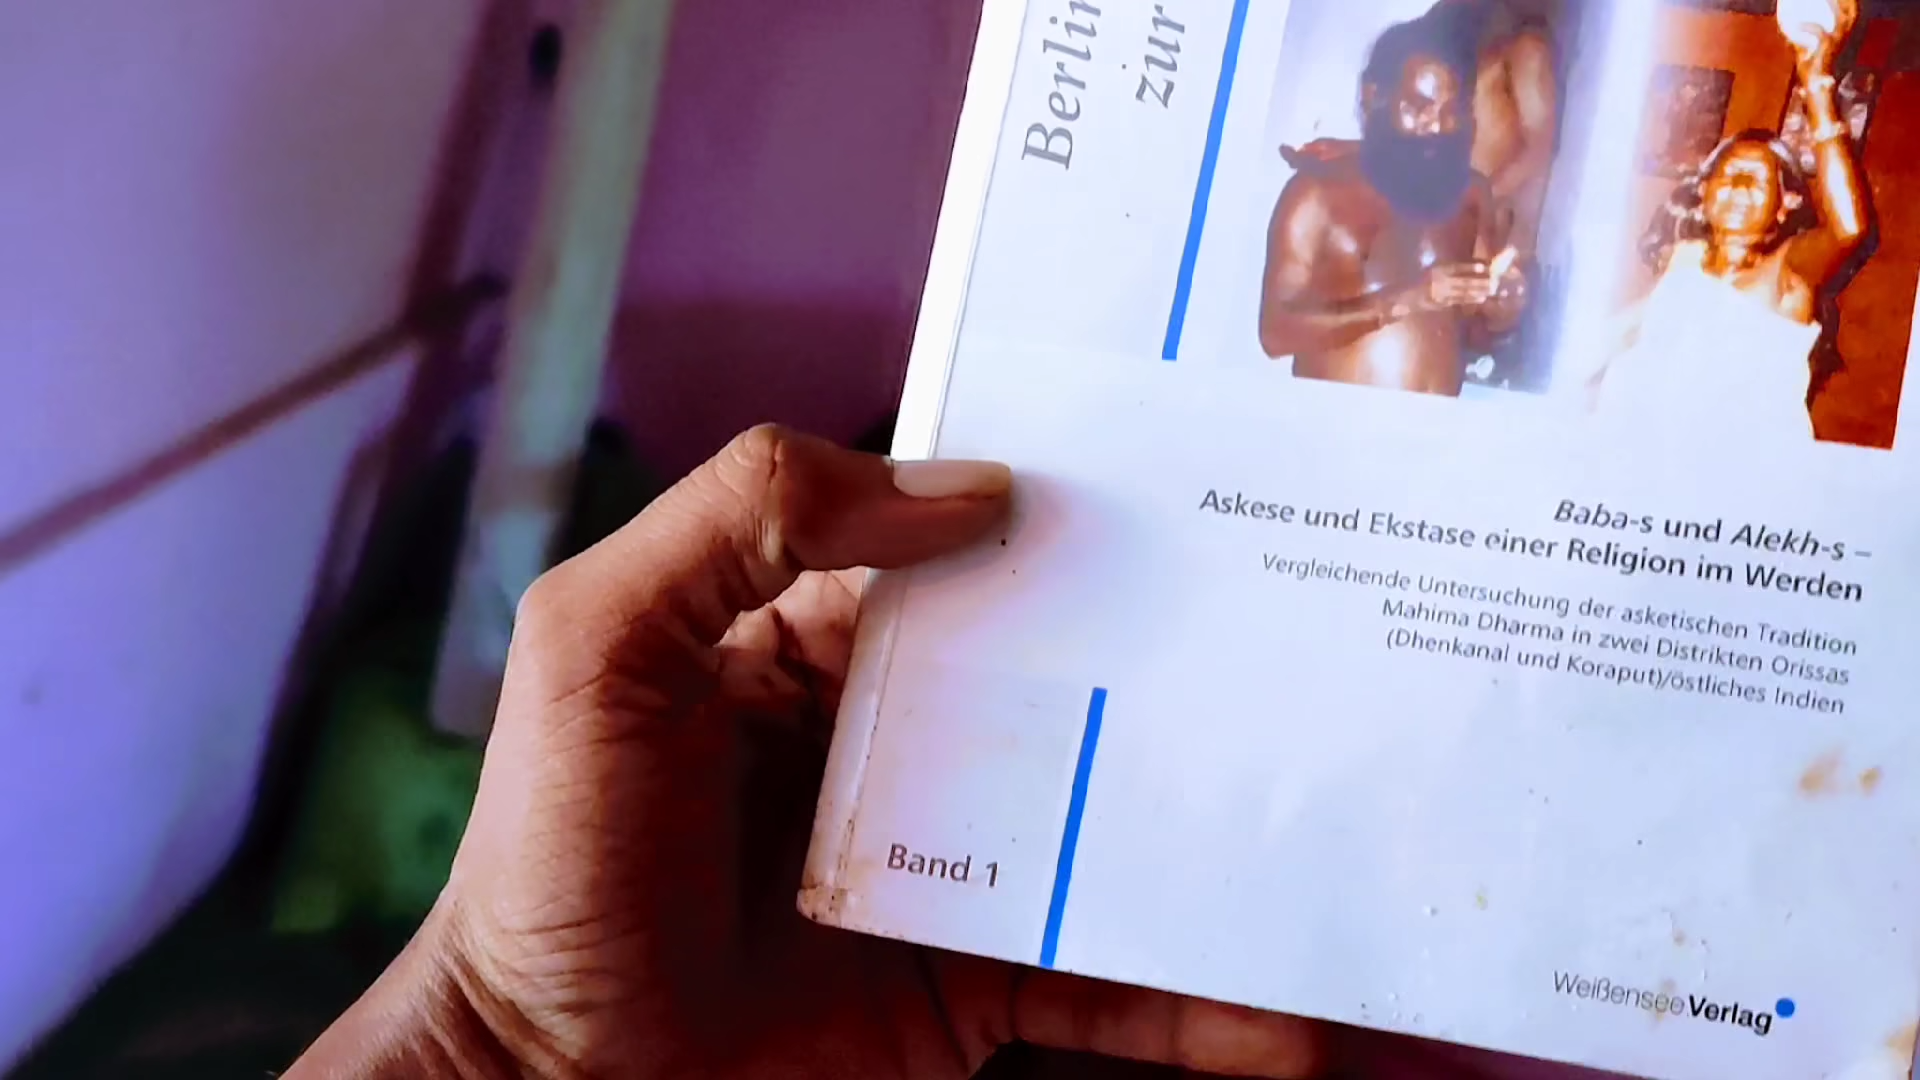 Berlin
zur
Baba-s und Alekh-s –
Askese und Ekstase einer Religion im Werden
Vergleichende Untersuchung der asketischen Tradition
Mahima Dharma in zwei Distrikten Orissas
(Dhenkanal und Koraput)/östliches Indien
Band 1
WeißenseeVerlag